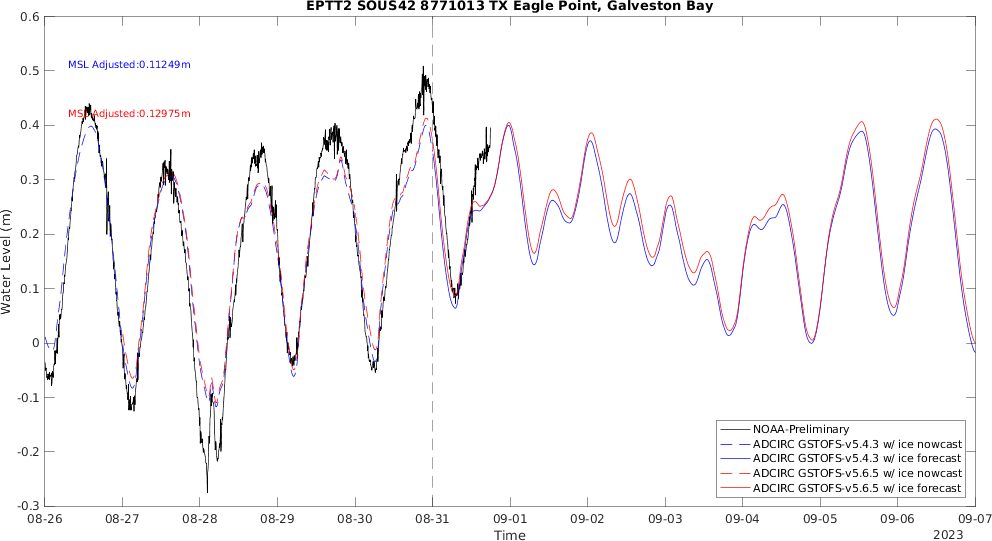 EPTT2 SOUS42 8771013 TX Eagle Point, Galveston Bay
0.6
0.5
0.4
0.3
0.2
0.1
0
-0.1
-0.2
-0.3
Water Level (m)
MSL Adjusted:0.11249m
MSL Adjusted:0.12975m
NOAA-Preliminary
ADCIRC GSTOFS-v5.4.3 w/ ice nowcast
ADCIRC GSTOFS-v5.4.3 w/ ice forecast
ADCIRC GSTOFS-v5.6.5 w/ ice nowcast
ADCIRC GSTOFS-v5.6.5 w/ ice forecast
08-26 08-27 08-28 08-29 08-30 08-31 09-01 09-02 09-03 09-04 09-05 09-06 09-07
Time
2023